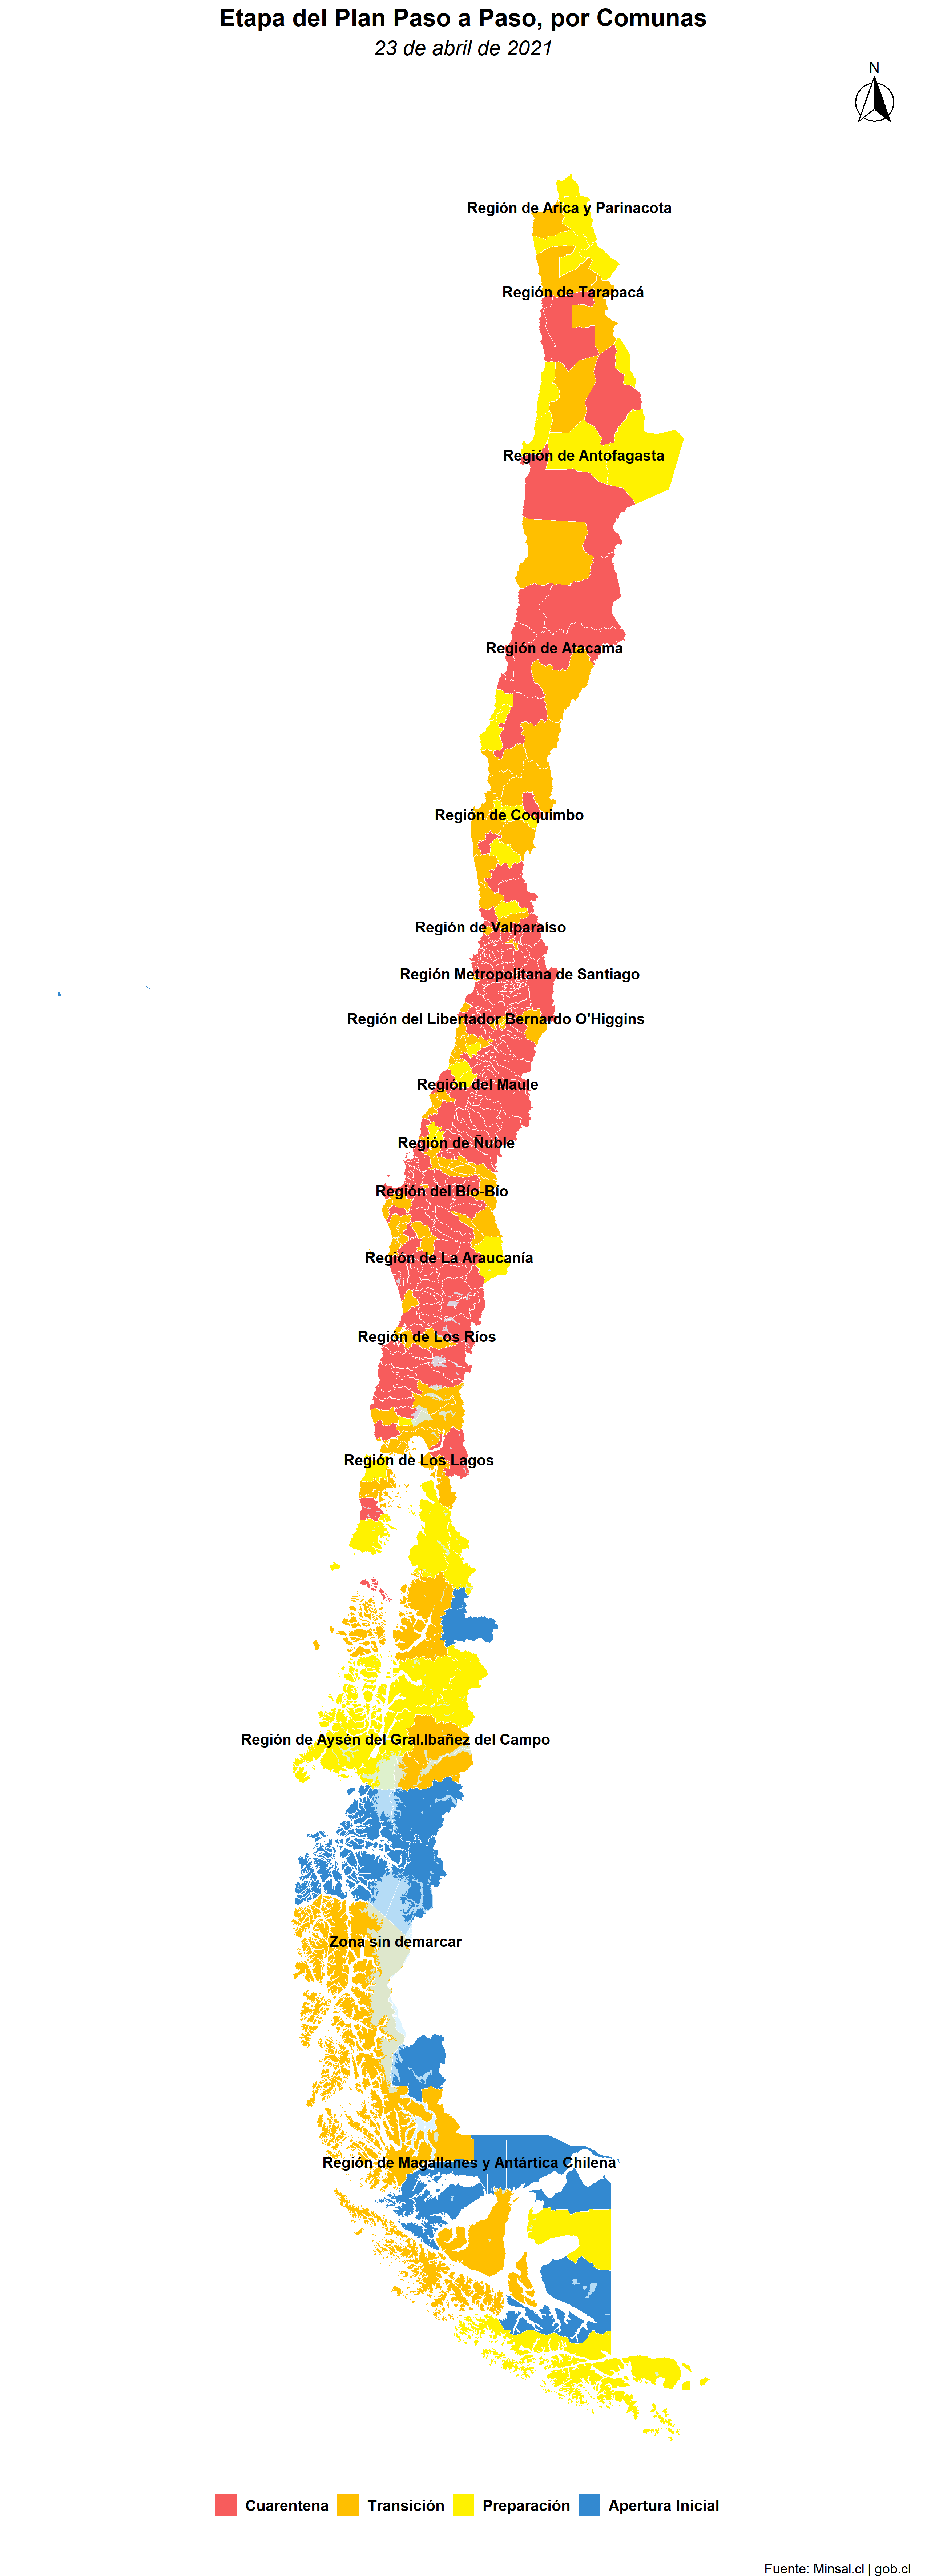 Etapa del Plan Paso a Paso, por Comunas
23 de abril de 2021
N
Región de Arica y Parinacota
Región de Tarapacá
Región de Antofagasta
Región de Atacama
Región de Coquimbo
Región de Valparaíso
Región Metropolitana de Santiago
Región del Libertador Bernardo O'Higgins
Región del Maule
Región de Ñuble
Región del Bío-Bío
Región de La Araucanía
Región de Los Ríos
Región de Los Lagos
Región de Aysén del Gral.Ibañez del Campo
Zona sin demarcar
Región de Magallanes y Antártica Chilena
Cuarentena Transición Preparación Apertura Inicial
Fuente: Minsal.cl | gob.cl